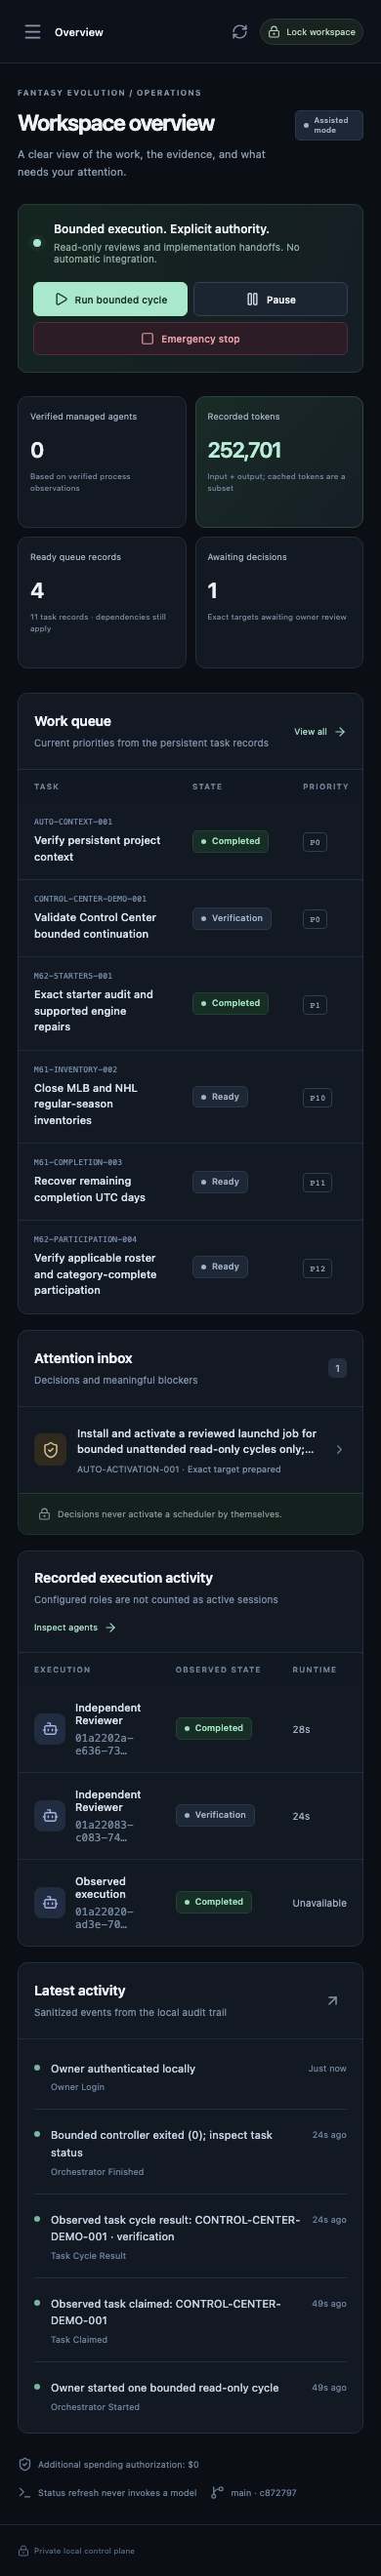 Overview
Lock workspace
FANTASY EVOLUTION / OPERATIONS
Workspace overview
Assisted
mode
A clear view of the work, the evidence, and what
needs your attention.
Bounded execution. Explicit authority.
Read-only reviews and implementation handoffs. No
automatic integration.
Run bounded cycle
Pause
Emergency stop
Verified managed agents
0
Based on verified process
observations
Recorded tokens
252,701
Input + output; cached tokens are a
subset
Ready queue records
4
11 task records · dependencies still
apply
Awaiting decisions
1
Exact targets awaiting owner review
Work queue
Current priorities from the persistent task records
View all
TASK STATE PRIORITY
AUTO-CONTEXT-001
Verify persistent project
context
Completed
P0
CONTROL-CENTER-DEMO-001
Validate Control Center
bounded continuation
Verification
P0
M62-STARTERS-001
Exact starter audit and
supported engine
repairs
Completed
P1
M61-INVENTORY-002
Close MLB and NHL
regular-season
inventories
Ready
P10
M61-COMPLETION-003
Recover remaining
completion UTC days
Ready
P11
M62-PARTICIPATION-004
Verify applicable roster
and category-complete
participation
Ready
P12
Attention inbox
Decisions and meaningful blockers
1
Install and activate a reviewed launchd job for
bounded unattended read-only cycles only;...
AUTO-ACTIVATION-001 · Exact target prepared
Decisions never activate a scheduler by themselves.
Recorded execution activity
Configured roles are not counted as active sessions
Inspect agents
EXECUTION OBSERVED STATE RUNTIME
Independent
Reviewer
01a2202a-
e636-73…
Completed
28s
Independent
Reviewer
01a22083-
c083-74…
Verification
24s
Observed
execution
01a22020-
ad3e-70…
Completed
Unavailable
Latest activity
Sanitized events from the local audit trail
Owner authenticated locally
Just now
Owner Login
Bounded controller exited (0); inspect task
status
24s ago
Orchestrator Finished
Observed task cycle result: CONTROL-CENTER-
DEMO-001 · verification
24s ago
Task Cycle Result
Observed task claimed: CONTROL-CENTER-
DEMO-001
49s ago
Task Claimed
Owner started one bounded read-only cycle
49s ago
Orchestrator Started
Additional spending authorization: $0
Status refresh never invokes a model
main · c872797
Private local control plane